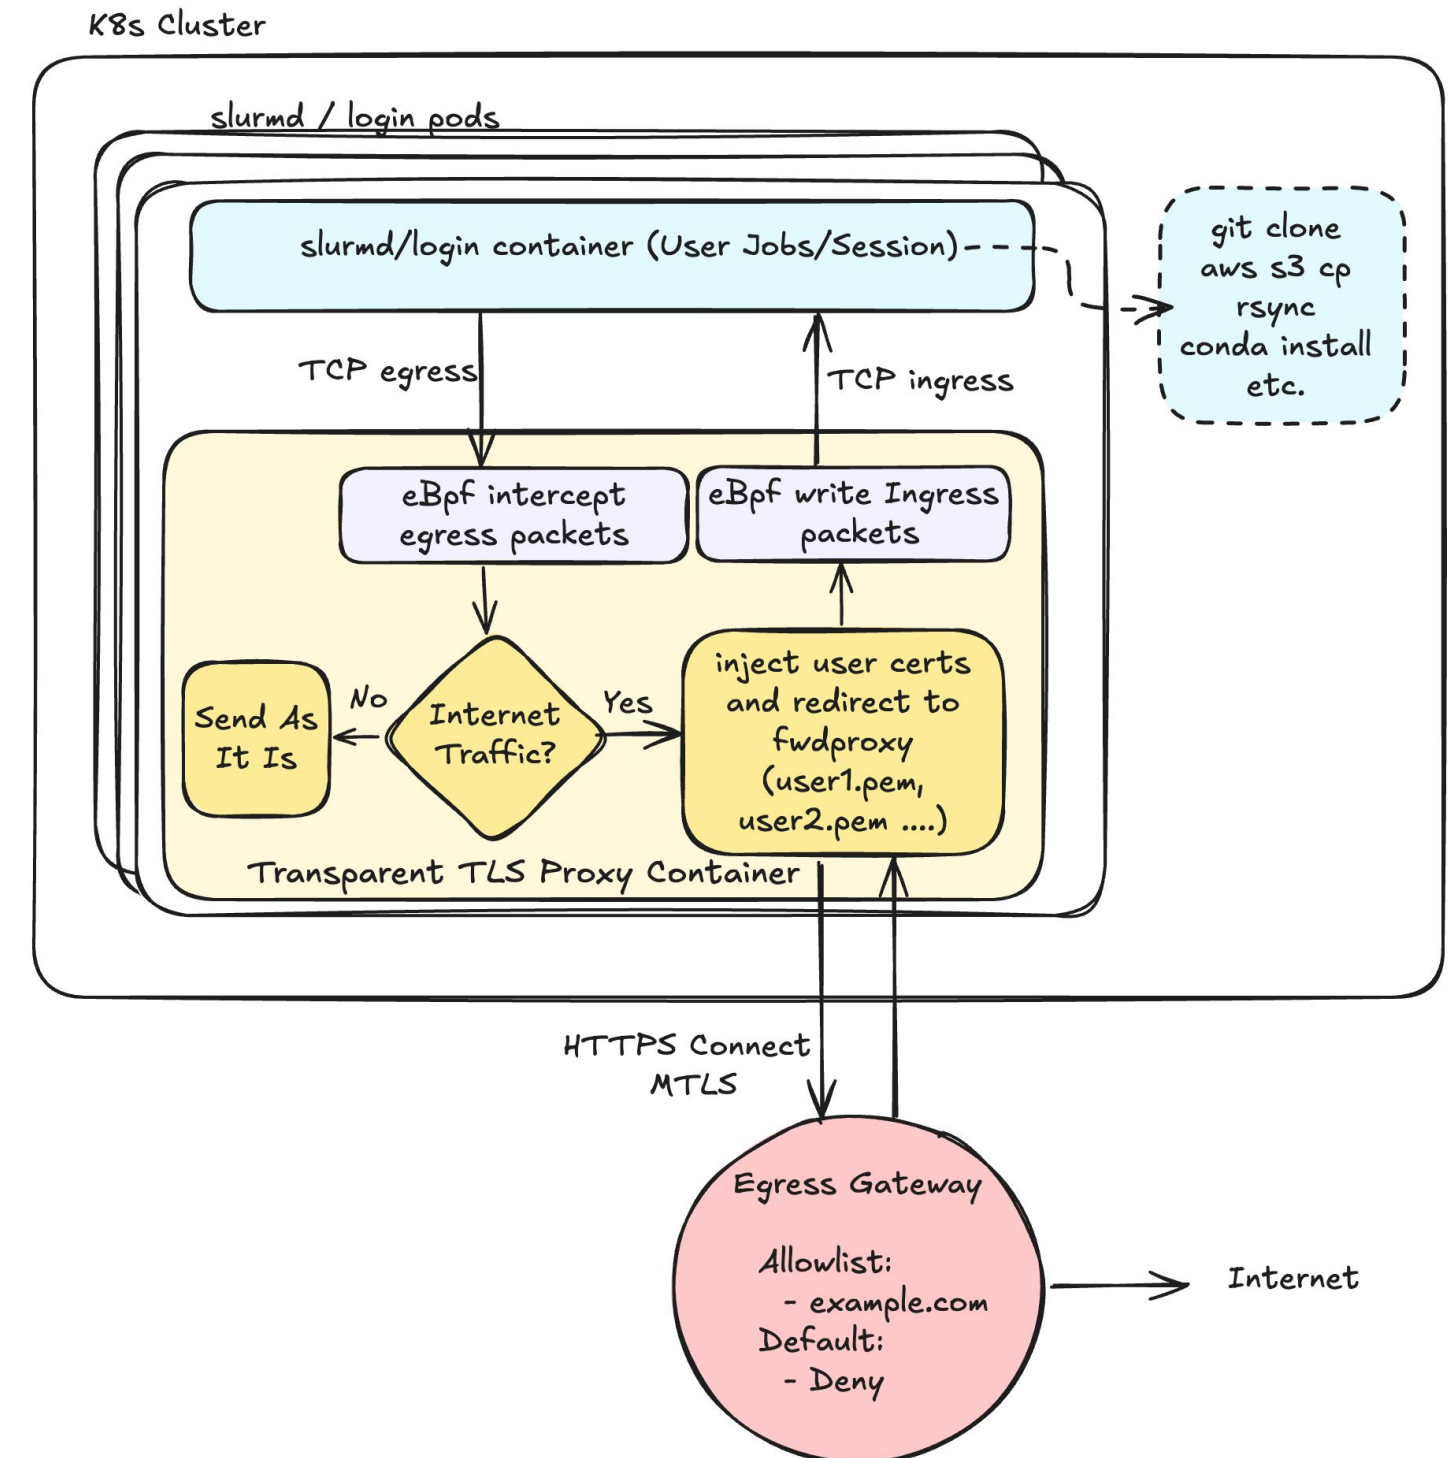 K8s Cluster
slurmd / login pods
slurmd/login container (User Jobs/Session)
git clone
aws s3 cp
rsync
conda install
etc.
TCP egress
TCP ingress
eBpf intercept
egress packets
eBpf write Ingress
packets
Send As
It Is
No
Internet
Traffic?
Yes
inject user certs
and redirect to
fwdproxy
(user1.pem,
user2.pem ....)
Transparent TLS Proxy Container
HTTPS Connect
MTLS
Egress Gateway
Allowlist:
- example.com
Default:
- Deny
Internet